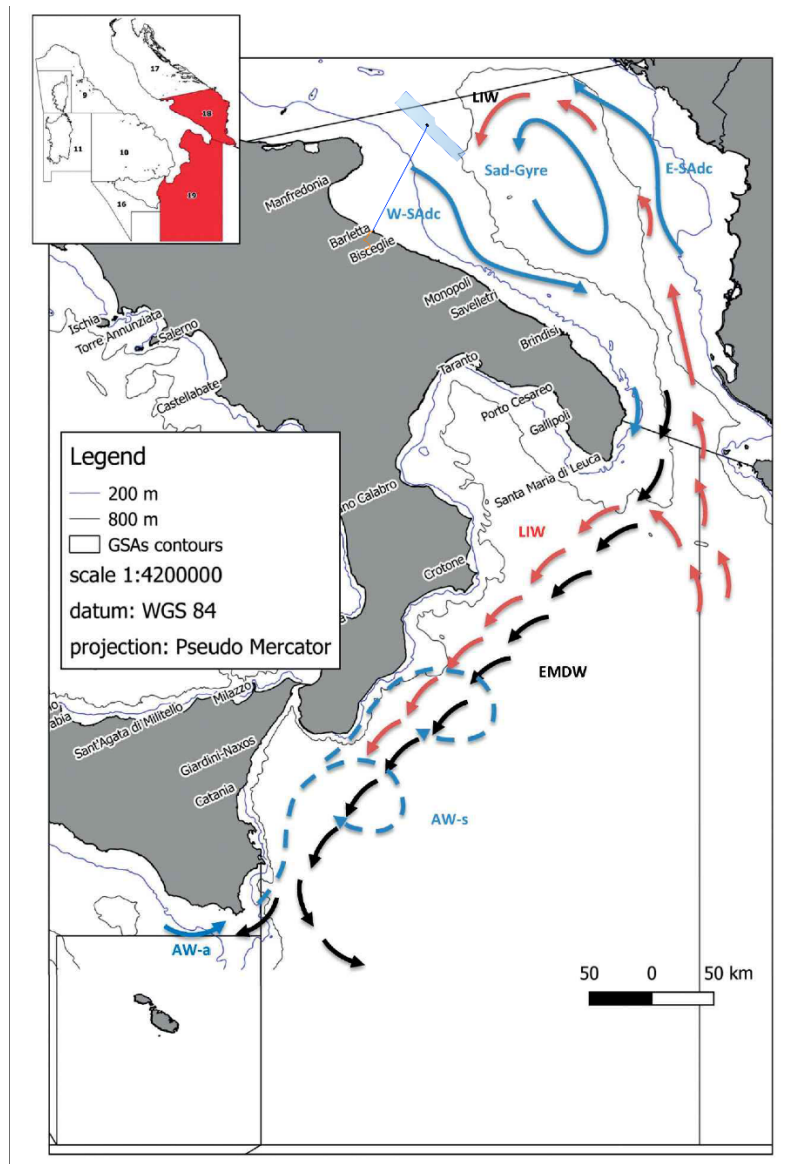 17
9
18
11
10
19
16
LIW
Sad-Gyre
E-SAdc
W-SAdc
Manfredonia
Barletta
Bisceglie
Monopoli
Savelletri
Brindisi
Ischia
Torre Annunziata
Salerno
Castellabate
Taranto
Porto Cesareo
Gallipoli
Santa Maria di Leuca
Legend
200 m
800 m
GSAs contours
scale 1:4200000
datum: WGS 84
projection: Pseudo Mercator
ano Calabro
LIW
Crotone
EMDW
Milazzo
Sant'Agata di Militello
abia
Giardini-Naxos
Catania
AW-s
AW-a
50 0 50 km